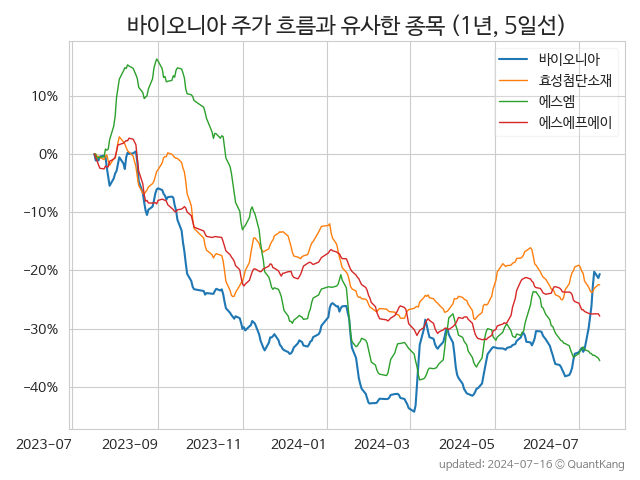 바이오니아 주가 흐름과 유사한 종목 (1년, 5일선)
바이오니아
효성첨단소재
에스엠
에스에프에이
10%
0%
−10%
−20%
−30%
−40%
2023-07 2023-09 2023-11 2024-01 2024-03 2024-05 2024-07
updated: 2024-07-16 © QuantKang